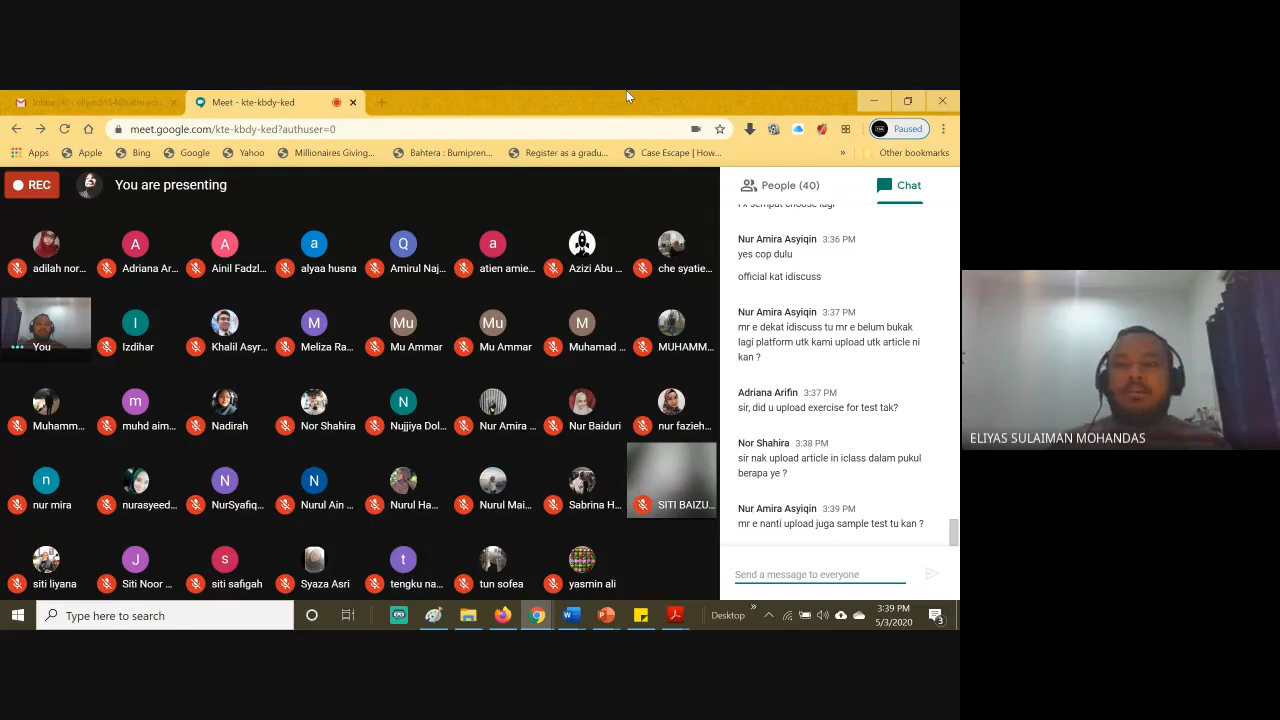 Inbox (4) - eliyas9154@uitm.edu
Meet - kte-kbdy-ked
meet.google.com/kte-kbdy-ked?authuser=0
Paused
Apps Apple Bing Google Yahoo Millionaires Giving... Bahtera : Bumipren... Register as a gradu... Case Escape | How... » Other bookmarks
REC
You are presenting
People (40)
Chat
adilah nor... Adriana Ar... Ainil Fadzl... alyaa husna Amirul Naj... atien amie... Azizi Abu ... che syatie...
You Izdihar Khalil Asyr... Meliza Ra... Mu Ammar Mu Ammar Muhamad ... MUHAMM...
Muhamm... muhd aim... Nadirah Nor Shahira Nujjiya Dol... Nur Amira ... Nur Baiduri nur fazieh...
nur mira nurasyeed... NurSyafiq... Nurul Ain ... Nurul Ha... Nurul Mai... Sabrina H... SITI BAIZU...
siti liyana Siti Noor ... siti safigah Syaza Asri tengku na... tun sofea yasmin ali
Nur Amira Asyiqin 3:36 PM
yes cop dulu
official kat idiscuss
Nur Amira Asyiqin 3:37 PM
mr e dekat idiscuss tu mr e belum bukak
lagi platform utk kami upload utk article ni
kan ?
Adriana Arifin 3:37 PM
sir, did u upload exercise for test tak?
Nor Shahira 3:38 PM
sir nak upload article in iclass dalam pukul
berapa ye ?
Nur Amira Asyiqin 3:39 PM
mr e nanti upload juga sample test tu kan ?
Send a message to everyone
ELIYAS SULAIMAN MOHANDAS
Type here to search
Desktop
3:39 PM
5/3/2020
3